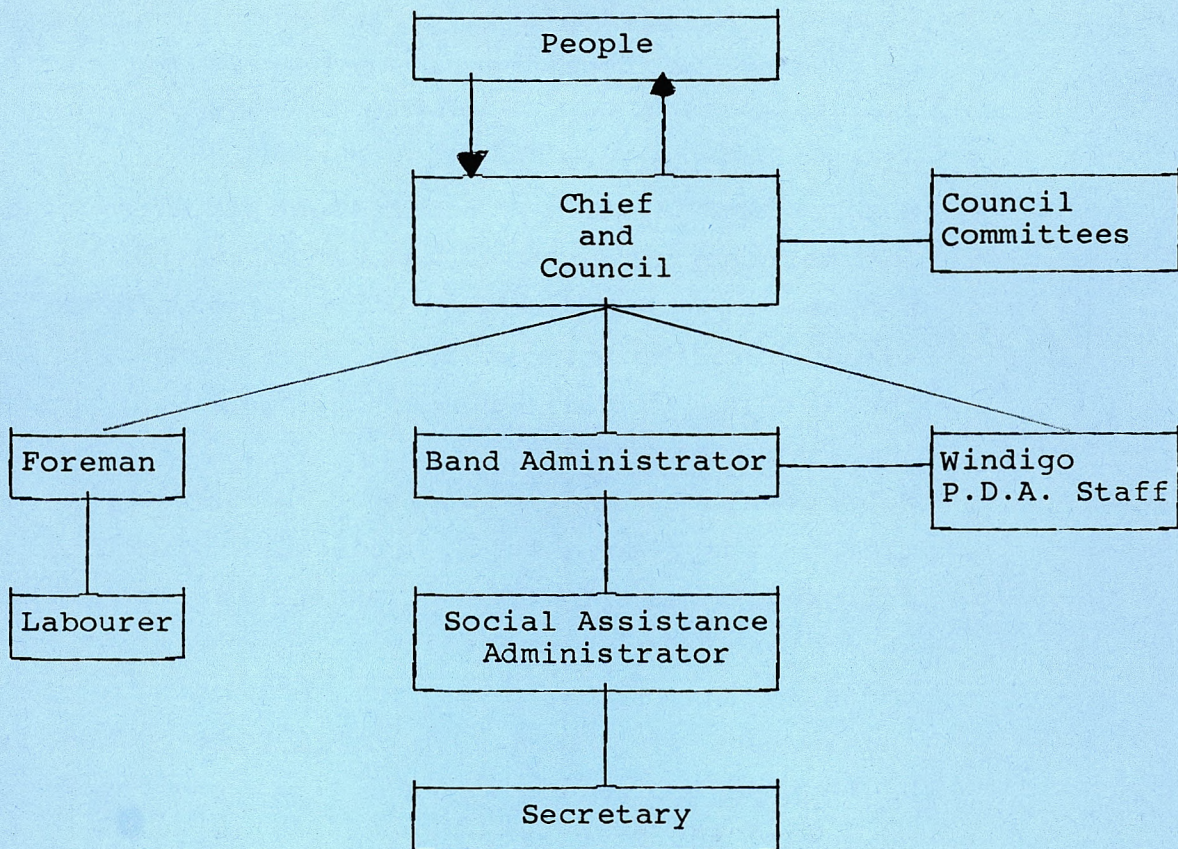 People
Chief
and
Council
Council
Committees
Foreman
Band Administrator
Windigo
P.D.A. Staff
Labourer
Social Assistance
Administrator
Secretary